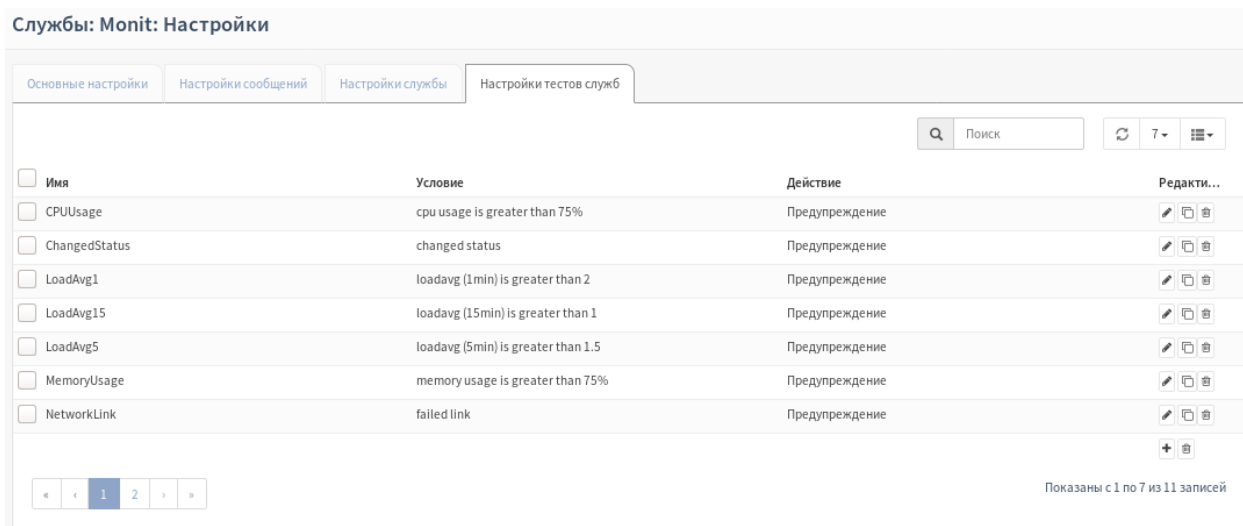 Службы: Monit: Настройки
Основные настройки Настройки сообщений Настройки службы Настройки тестов служб
Поиск 7
Имя Условие Действие Редакти...
CPUUsage cpu usage is greater than 75% Предупреждение
ChangedStatus changed status Предупреждение
LoadAvg1 loadavg (1min) is greater than 2 Предупреждение
LoadAvg15 loadavg (15min) is greater than 1 Предупреждение
LoadAvg5 loadavg (5min) is greater than 1.5 Предупреждение
MemoryUsage memory usage is greater than 75% Предупреждение
NetworkLink failed link Предупреждение
« ‹ 1 2 › » Показаны с 1 по 7 из 11 записей